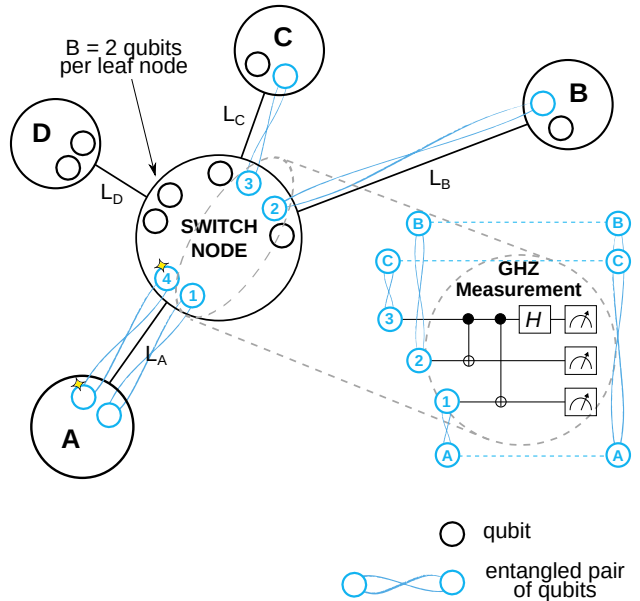 B = 2 qubits
per leaf node
C
B
D
L_C
L_B
L_D
3
2
SWITCH
NODE
4
1
L_A
A
B
B
C
C
GHZ
Measurement
3
H
2
1
A
A
qubit
entangled pair
of qubits